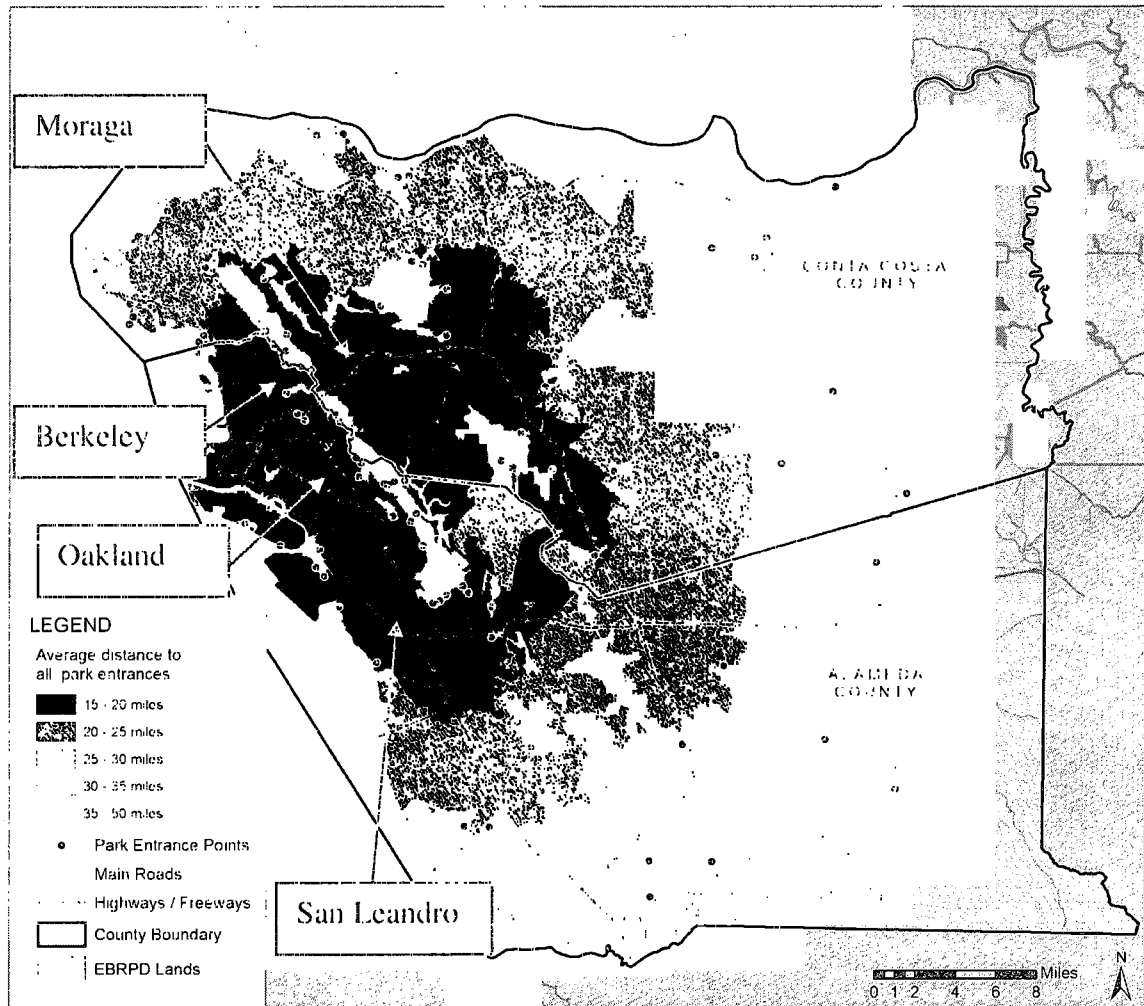 Moraga
CONTA COSTA
COUNTY
Berkeley
Oakland
LEGEND
Average distance to
all park entrances
15 - 20 miles
20 - 25 miles
25 - 30 miles
30 - 35 miles
35 - 50 miles
Park Entrance Points
Main Roads
Highways / Freeways
County Boundary
EBRPD Lands
ALAMEDA
COUNTY
San Leandro
Miles
0 1 2 4 6 8
N